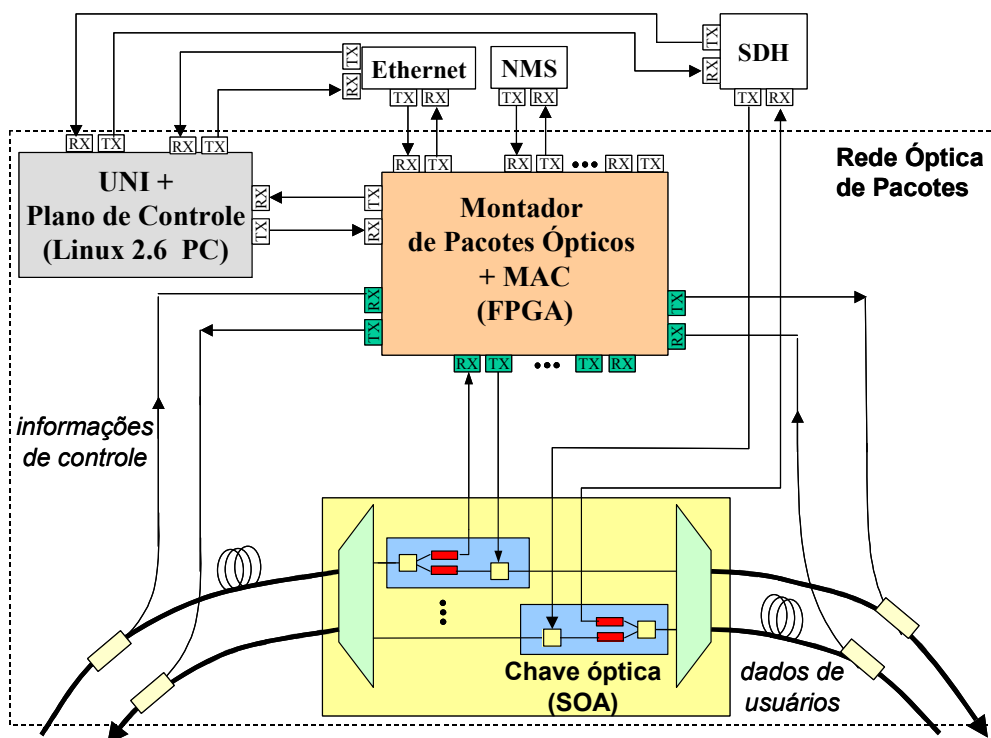 TX
SDH
RX
TX
RX
TX
RX
Ethernet
TX
RX
NMS
TX
RX
RX
TX
RX
TX
RX
TX
RX
TX
RX
TX
Rede Óptica
de Pacotes
UNI +
Plano de Controle
(Linux 2.6 PC)
RX
TX
TX
RX
Montador
de Pacotes Ópticos
+ MAC
(FPGA)
RX
TX
TX
RX
RX
TX
TX
RX
informações
de controle
Chave óptica
(SOA)
dados de
usuários